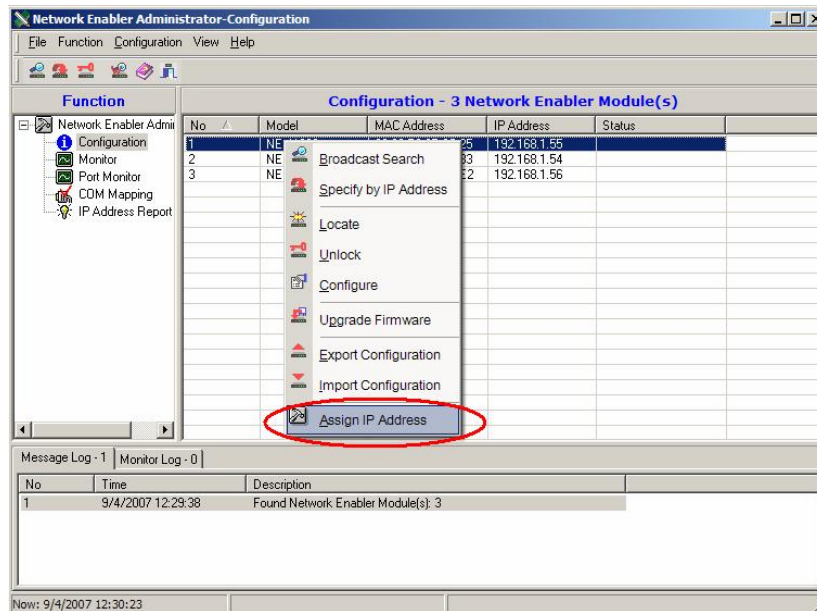 Network Enabler Administrator-Configuration
File Function Configuration View Help
Function
Configuration - 3 Network Enabler Module(s)
Network Enabler Admi
Configuration
Monitor
Port Monitor
COM Mapping
IP Address Report
No Model MAC Address IP Address Status
1 NE 25 192.168.1.55
2 NE 33 192.168.1.54
3 NE E2 192.168.1.56
Broadcast Search
Specify by IP Address
Locate
Unlock
Configure
Upgrade Firmware
Export Configuration
Import Configuration
Assign IP Address
Message Log - 1 Monitor Log - 0
No Time Description
1 9/4/2007 12:29:38 Found Network Enabler Module(s): 3
Now: 9/4/2007 12:30:23